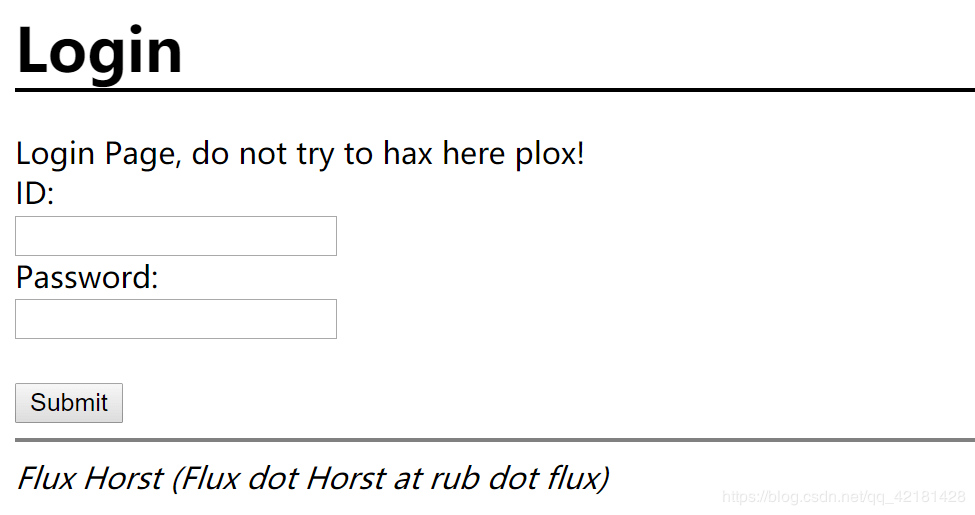 Login
Login Page, do not try to hax here plox!
ID:
Password:
Submit
Flux Horst (Flux dot Horst at rub dot flux)
https://blog.csdn.net/qq_42181428